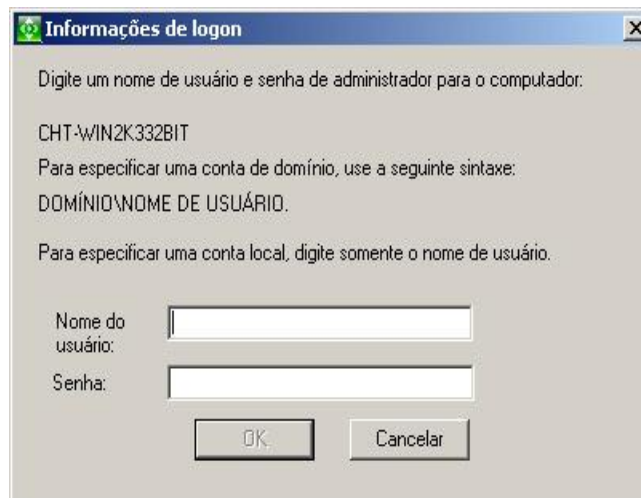 Informações de logon
Digite um nome de usuário e senha de administrador para o computador:
CHT-WIN2K332BIT
Para especificar uma conta de domínio, use a seguinte sintaxe:
DOMÍNIO\NOME DE USUÁRIO.
Para especificar uma conta local, digite somente o nome de usuário.
Nome do
usuário:
Senha:
OK
Cancelar